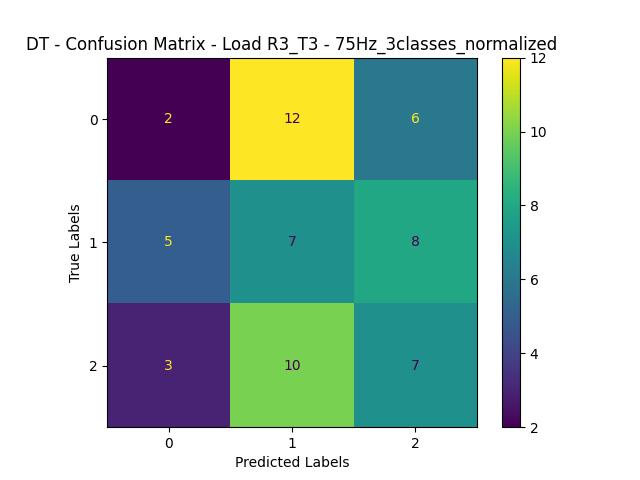 DT - Confusion Matrix - Load R3_T3 - 75Hz_3classes_normalized
True Labels
0 2 12 6
1 5 7 8
2 3 10 7
0 1 2
Predicted Labels
12
10
8
6
4
2